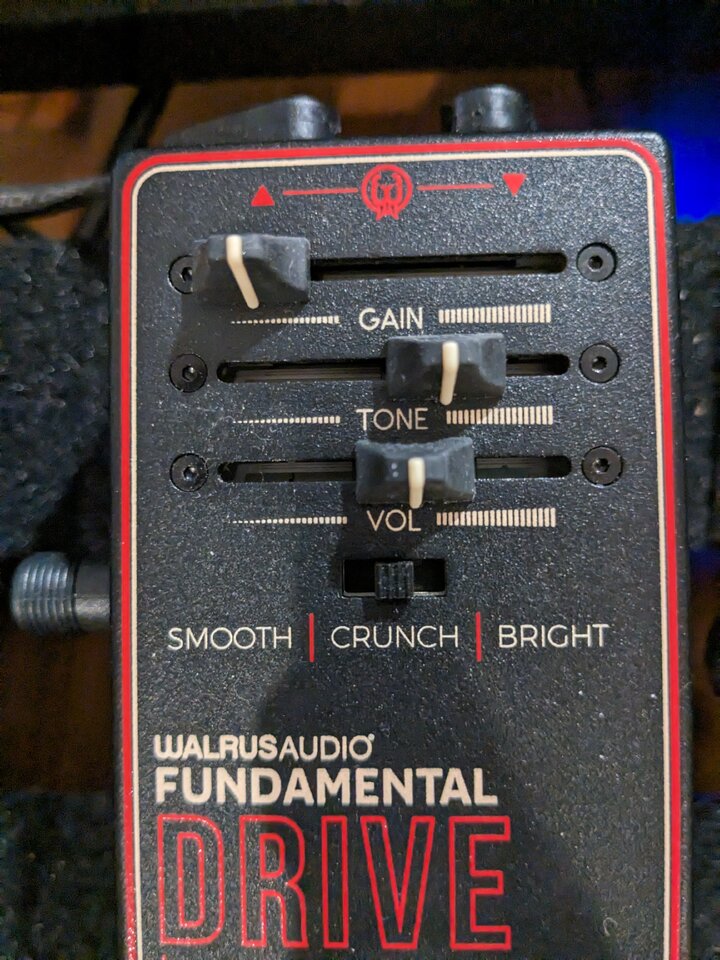 GAIN
TONE
VOL
SMOOTH | CRUNCH | BRIGHT
WALRUSAUDIO
FUNDAMENTAL
DRIVE